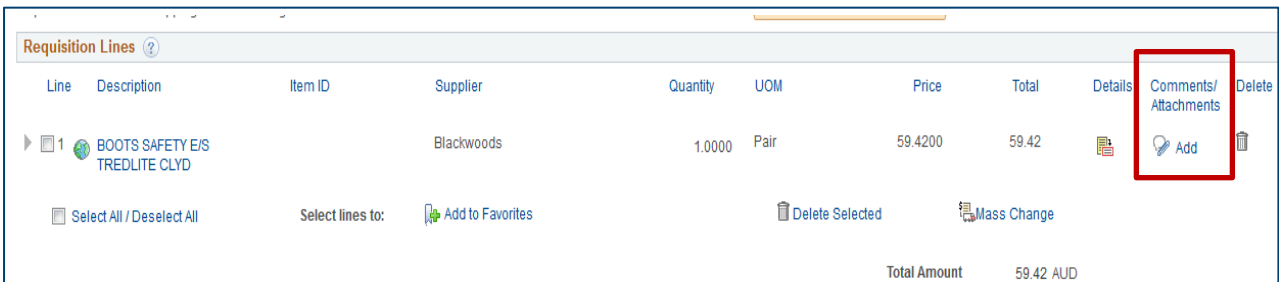 Requisition Lines ?
Line Description Item ID Supplier Quantity UOM Price Total Details Comments/ Attachments Delete
1 BOOTS SAFETY E/S TREDLITE CLYD Blackwoods 1.0000 Pair 59.4200 59.42 Add
Select All / Deselect All Select lines to: Add to Favorites Delete Selected Mass Change
Total Amount 59.42 AUD